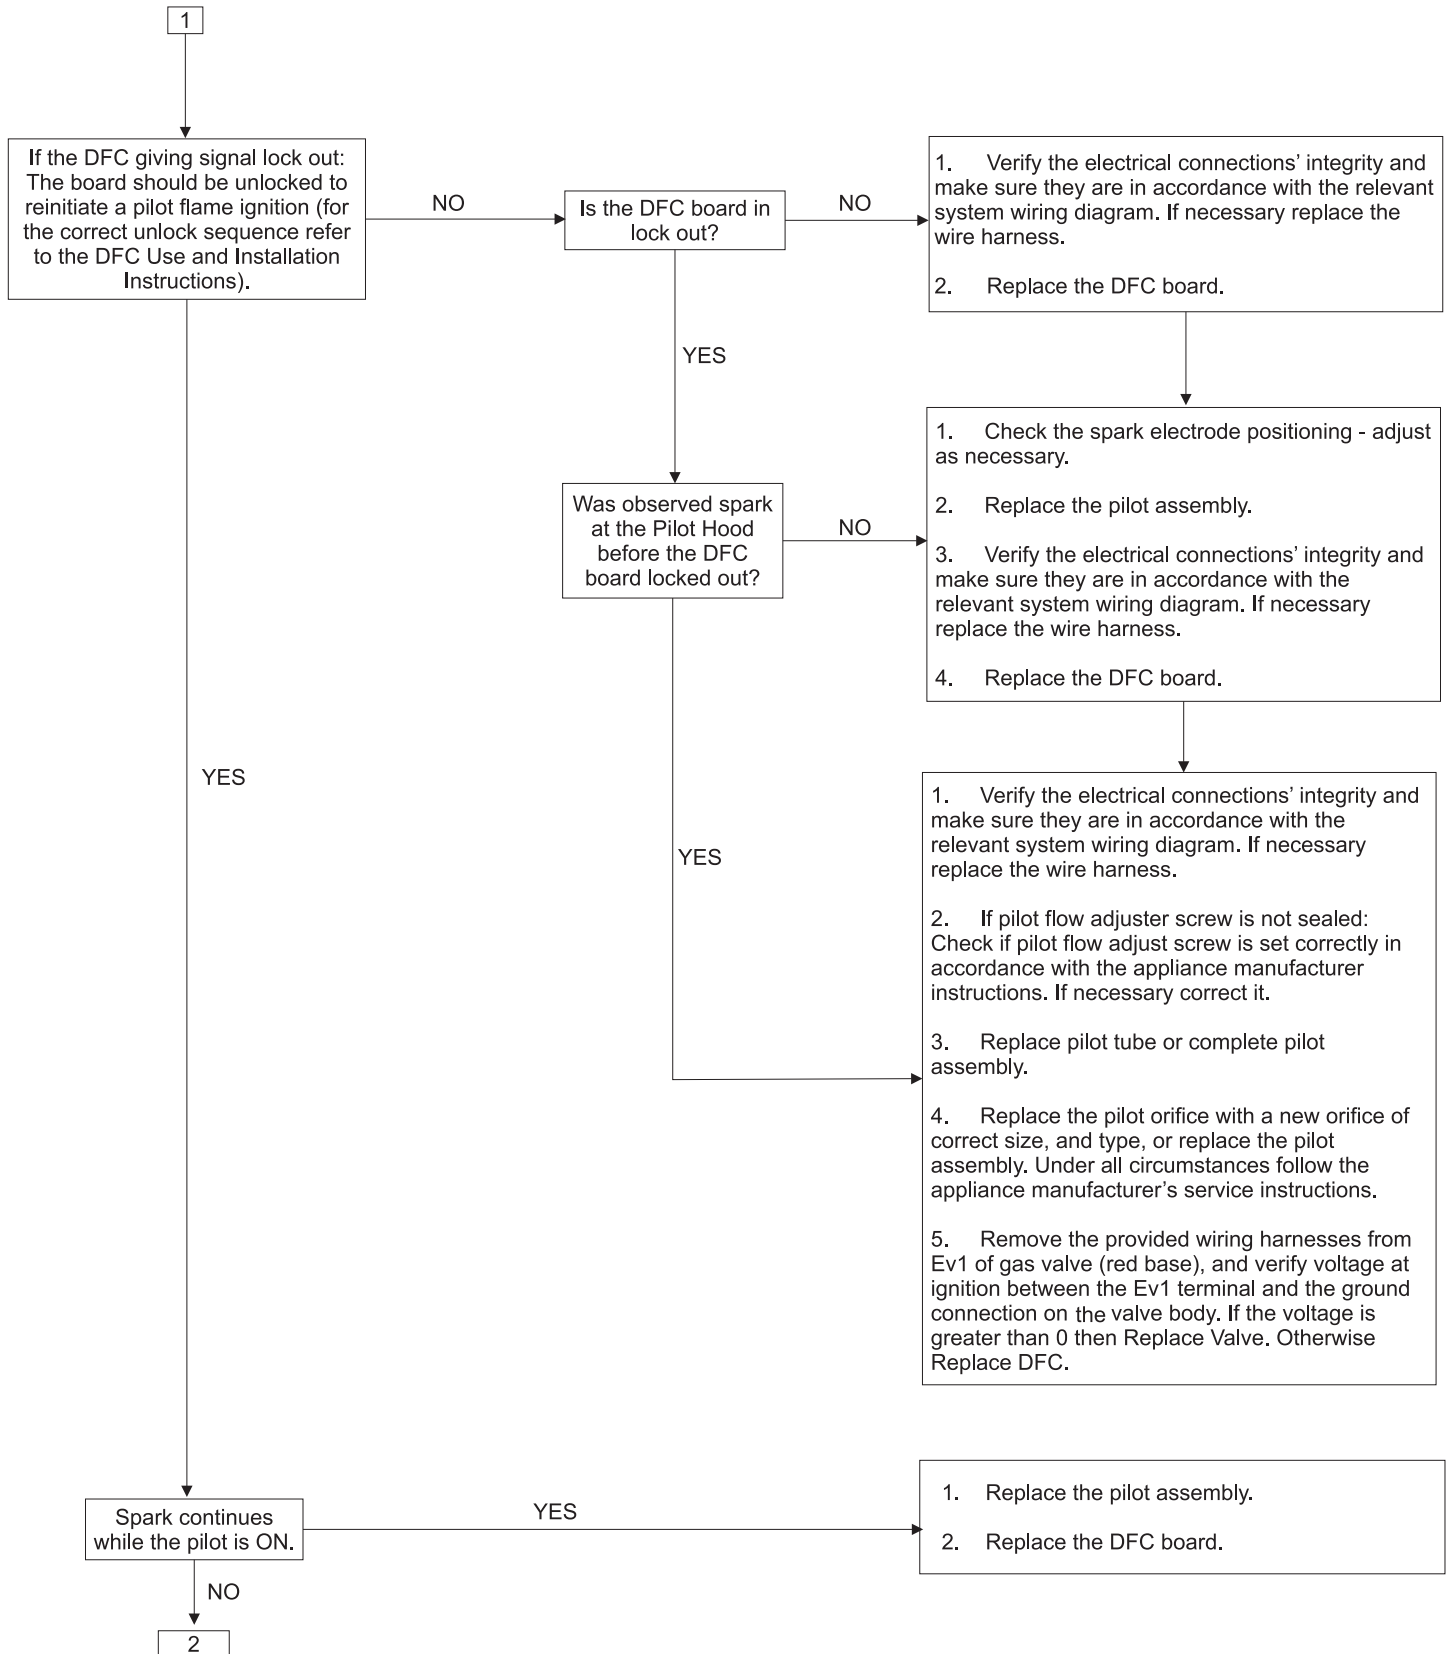 1
If the DFC giving signal lock out:
The board should be unlocked to
reinitiate a pilot flame ignition (for
the correct unlock sequence refer
to the DFC Use and Installation
Instructions).
NO
Is the DFC board in
lock out?
NO
1. Verify the electrical connections’ integrity and
make sure they are in accordance with the relevant
system wiring diagram. If necessary replace the
wire harness.
2. Replace the DFC board.
YES
Was observed spark
at the Pilot Hood
before the DFC
board locked out?
NO
1. Check the spark electrode positioning - adjust
as necessary.
2. Replace the pilot assembly.
3. Verify the electrical connections’ integrity and
make sure they are in accordance with the
relevant system wiring diagram. If necessary
replace the wire harness.
4. Replace the DFC board.
YES
YES
1. Verify the electrical connections’ integrity and
make sure they are in accordance with the
relevant system wiring diagram. If necessary
replace the wire harness.
2. If pilot flow adjuster screw is not sealed:
Check if pilot flow adjust screw is set correctly in
accordance with the appliance manufacturer
instructions. If necessary correct it.
3. Replace pilot tube or complete pilot
assembly.
4. Replace the pilot orifice with a new orifice of
correct size, and type, or replace the pilot
assembly. Under all circumstances follow the
appliance manufacturer’s service instructions.
5. Remove the provided wiring harnesses from
Ev1 of gas valve (red base), and verify voltage at
ignition between the Ev1 terminal and the ground
connection on the valve body. If the voltage is
greater than 0 then Replace Valve. Otherwise
Replace DFC.
Spark continues
while the pilot is ON.
YES
1. Replace the pilot assembly.
2. Replace the DFC board.
NO
2